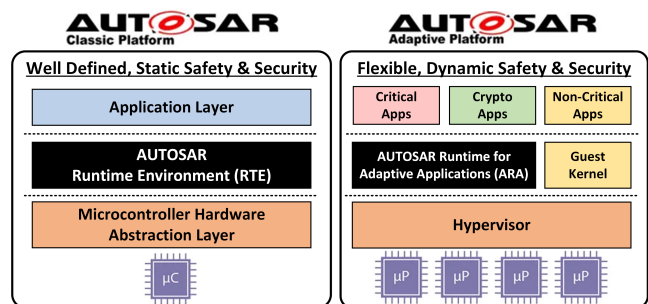 AUTOSAR
Classic Platform
Well Defined, Static Safety & Security
Application Layer
AUTOSAR
Runtime Environment (RTE)
Microcontroller Hardware
Abstraction Layer
µC
AUTOSAR
Adaptive Platform
Flexible, Dynamic Safety & Security
Critical
Apps
Crypto
Apps
Non-Critical
Apps
AUTOSAR Runtime for
Adaptive Applications (ARA)
Guest
Kernel
Hypervisor
µP
µP
µP
µP